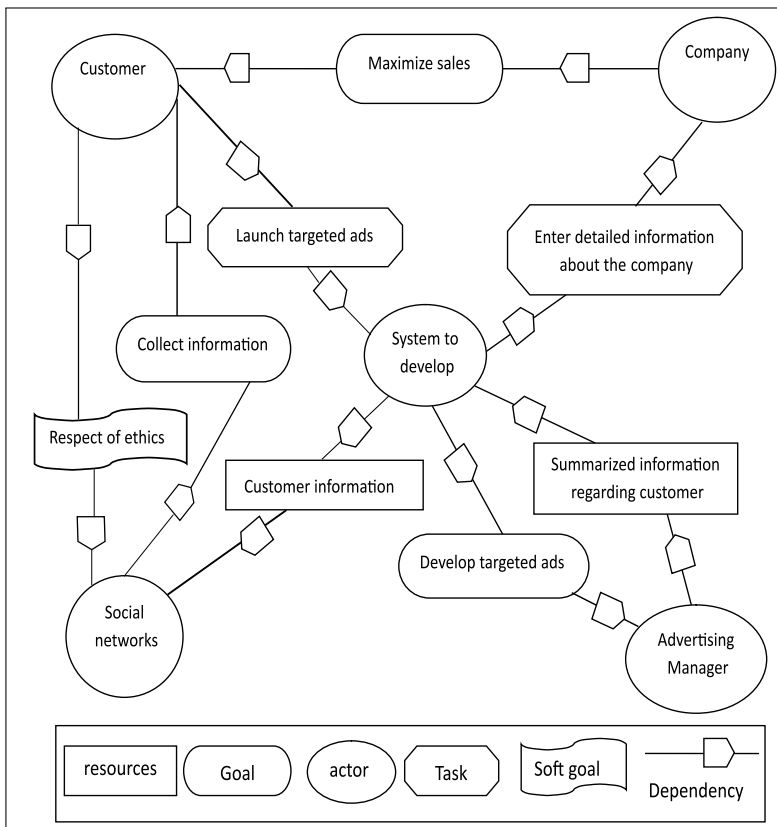 Customer
Maximize sales
Company
Launch targeted ads
Enter detailed information
about the company
Collect information
System to
develop
Respect of ethics
Customer information
Summarized information
regarding customer
Develop targeted ads
Social
networks
Advertising
Manager
resources
Goal
actor
Task
Soft goal
Dependency